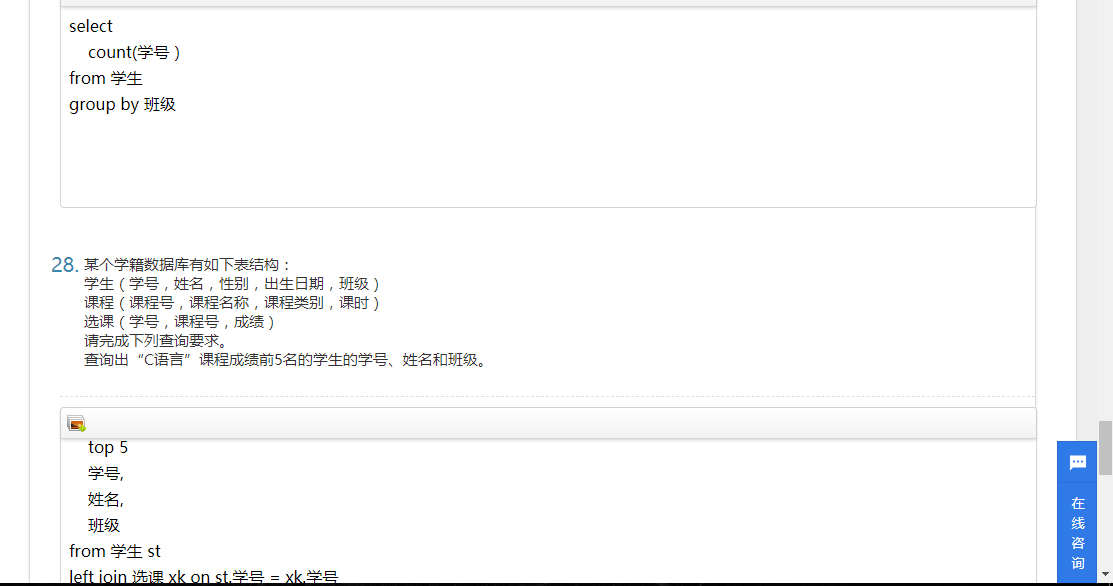 select
count(学号 )
from 学生
group by 班级
28. 某个学籍数据库有如下表结构：
学生（学号，姓名，性别，出生日期，班级）
课程（课程号，课程名称，课程类别，课时）
选课（学号，课程号，成绩）
请完成下列查询要求。
查询出“C语言”课程成绩前5名的学生的学号、姓名和班级。
top 5
学号,
姓名,
班级
from 学生 st
left join 选课 xk on st.学号 = xk.学号
在
线
咨
询